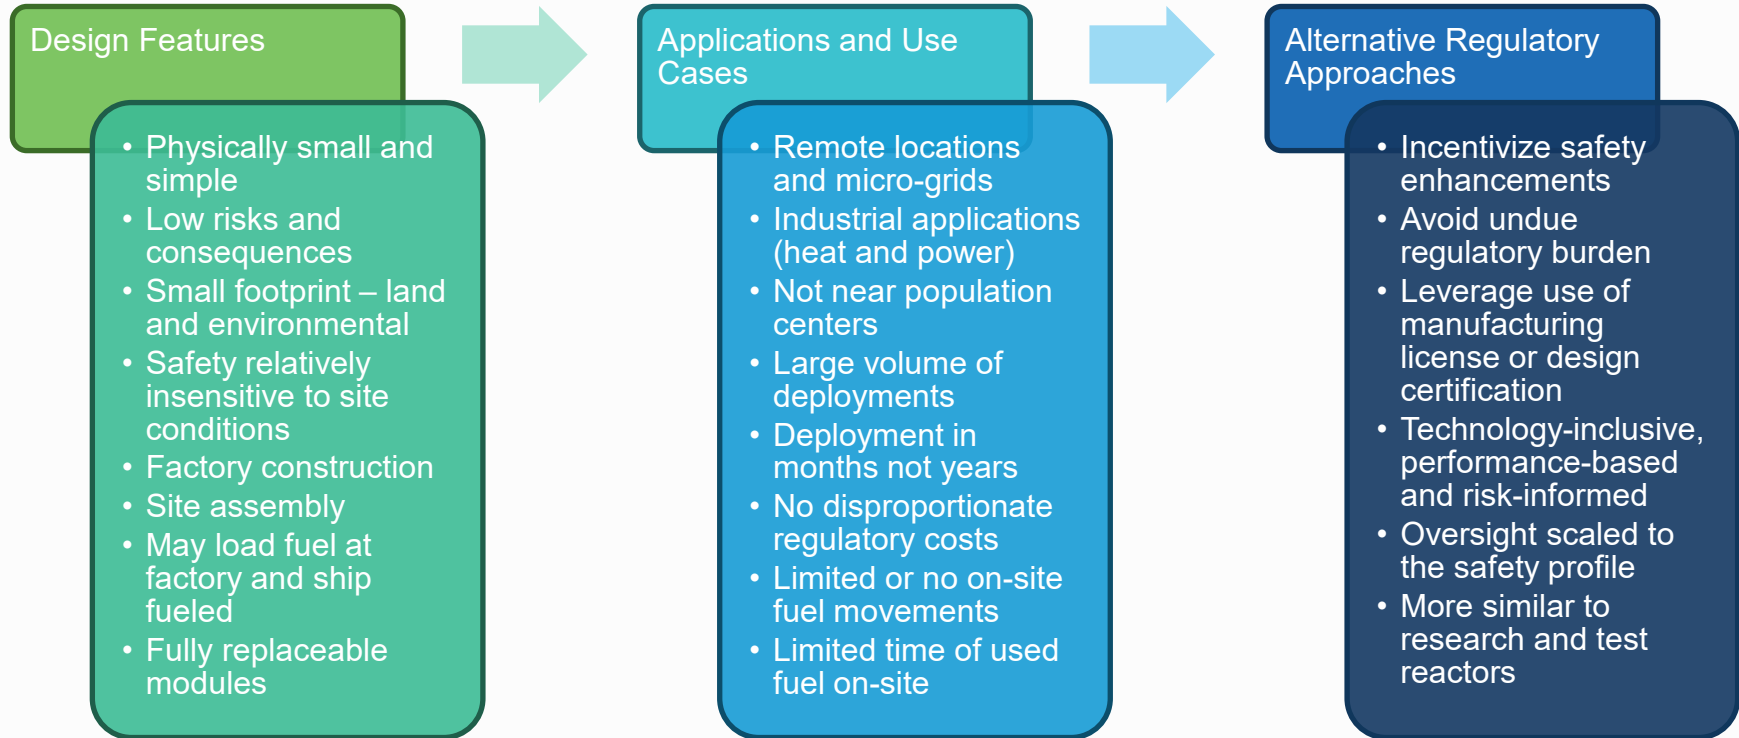 Design Features
• Physically small and
simple
• Low risks and
consequences
• Small footprint – land
and environmental
• Safety relatively
insensitive to site
conditions
• Factory construction
• Site assembly
• May load fuel at
factory and ship
fueled
• Fully replaceable
modules
Applications and Use
Cases
• Remote locations
and micro-grids
• Industrial applications
(heat and power)
• Not near population
centers
• Large volume of
deployments
• Deployment in
months not years
• No disproportionate
regulatory costs
• Limited or no on-site
fuel movements
• Limited time of used
fuel on-site
Alternative Regulatory
Approaches
• Incentivize safety
enhancements
• Avoid undue
regulatory burden
• Leverage use of
manufacturing
license or design
certification
• Technology-inclusive,
performance-based
and risk-informed
• Oversight scaled to
the safety profile
• More similar to
research and test
reactors